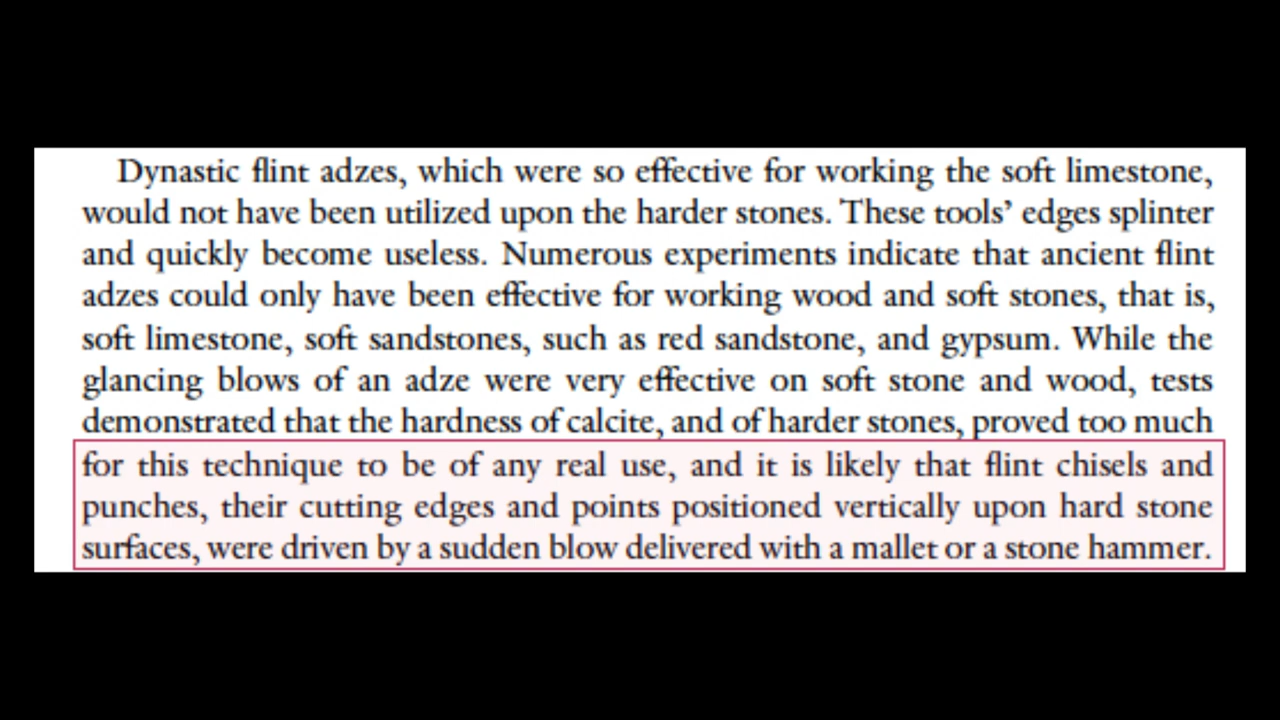 Dynastic flint adzes, which were so effective for working the soft limestone,
would not have been utilized upon the harder stones. These tools’ edges splinter
and quickly become useless. Numerous experiments indicate that ancient flint
adzes could only have been effective for working wood and soft stones, that is,
soft limestone, soft sandstones, such as red sandstone, and gypsum. While the
glancing blows of an adze were very effective on soft stone and wood, tests
demonstrated that the hardness of calcite, and of harder stones, proved too much
for this technique to be of any real use, and it is likely that flint chisels and
punches, their cutting edges and points positioned vertically upon hard stone
surfaces, were driven by a sudden blow delivered with a mallet or a stone hammer.